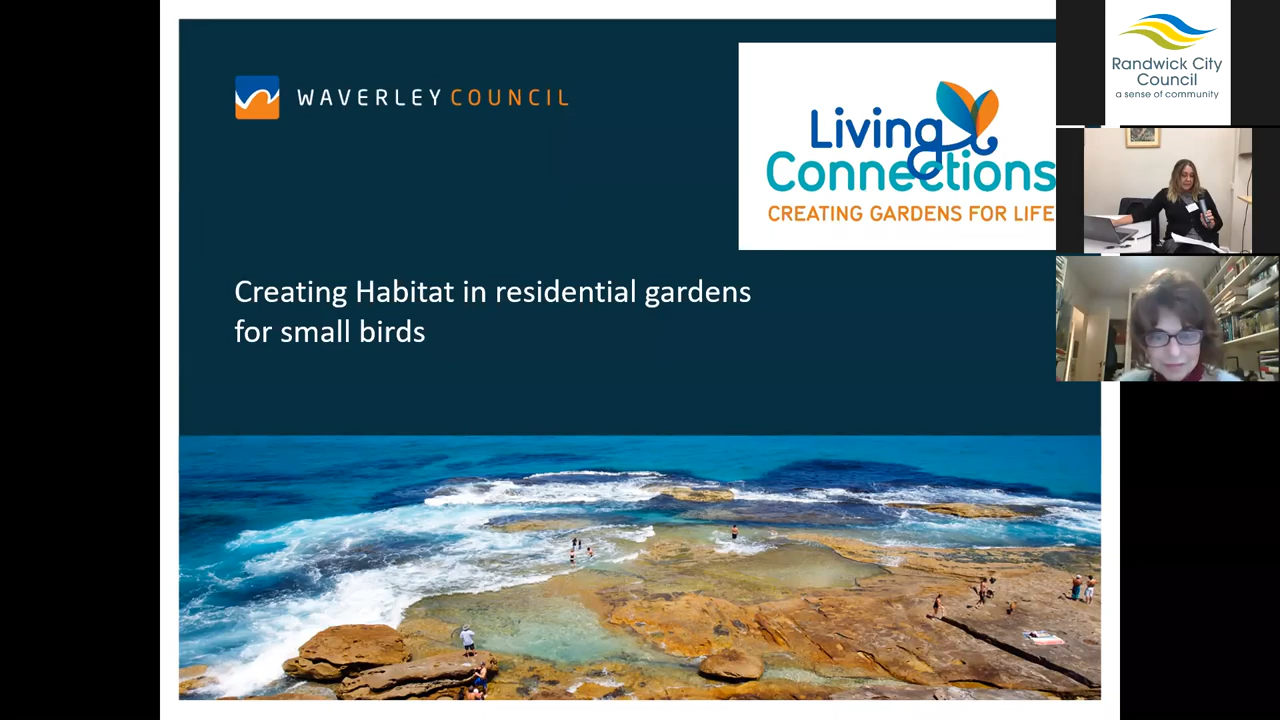 WAVERLEY COUNCIL
Living
Connections
CREATING GARDENS FOR LIFE
Creating Habitat in residential gardens
for small birds
Randwick City
Council
a sense of community